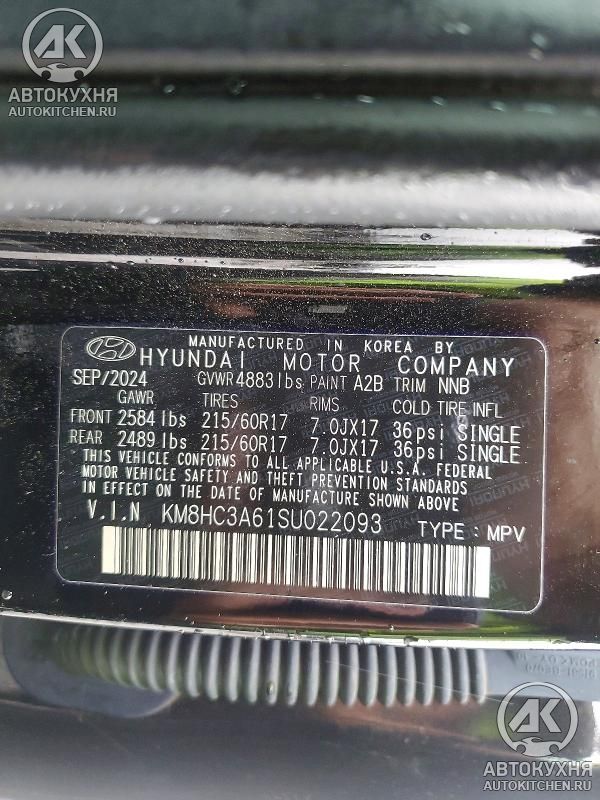 AK
АВТОКУХНЯ
AUTOKITCHEN.RU
MANUFACTURED IN KOREA BY
HYUNDAI MOTOR COMPANY
SEP/2024 GVWR 4883 lbs PAINT A2B TRIM NNB
GAWR TIRES RIMS COLD TIRE INFL
FRONT 2584 lbs 215/60R17 7.0JX17 36psi SINGLE
REAR 2489 lbs 215/60R17 7.0JX17 36psi SINGLE
THIS VEHICLE CONFORMS TO ALL APPLICABLE U.S.A. FEDERAL
MOTOR VEHICLE SAFETY AND THEFT PREVENTION STANDARDS
IN EFFECT ON THE DATE OF MANUFACTURE SHOWN ABOVE
V.I.N KM8HC3A61SU022093 TYPE: MPV
AK
АВТОКУХНЯ
AUTOKITCHEN.RU